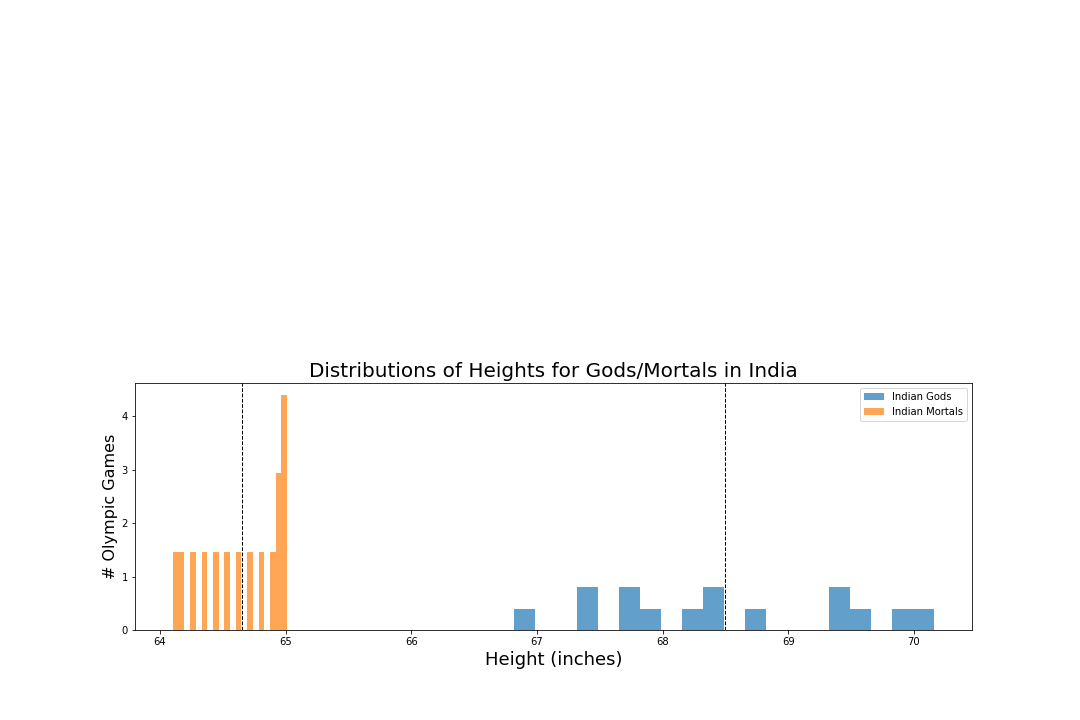 Distributions of Heights for Gods/Mortals in India
Indian Gods
Indian Mortals
# Olympic Games
4
3
2
1
0
64 65 66 67 68 69 70
Height (inches)